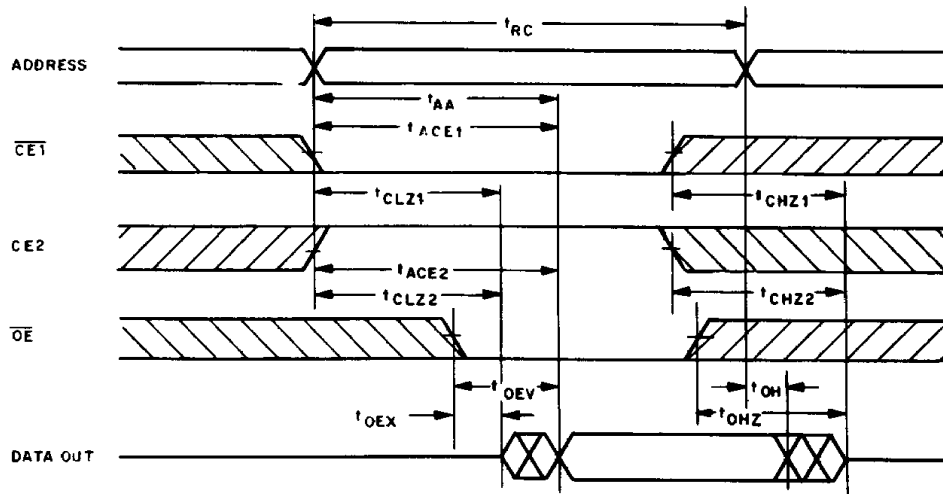 tRC
ADDRESS
tAA
tACE1
CE1
tCLZ1
tCHZ1
CE2
tACE2
tCLZ2
tCHZ2
OE
tOEV
tOH
tOEX
tOHZ
DATA OUT